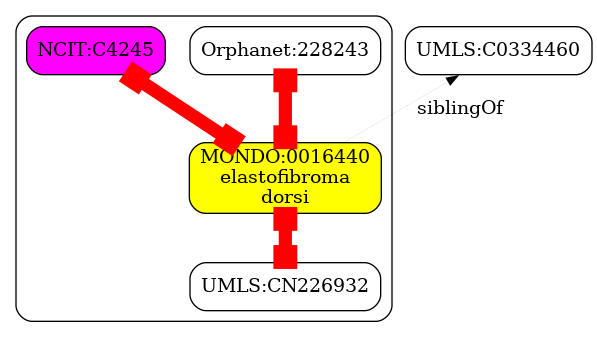 NCIT:C4245
Orphanet:228243
UMLS:C0334460
siblingOf
MONDO:0016440
elastofibroma
dorsi
UMLS:CN226932